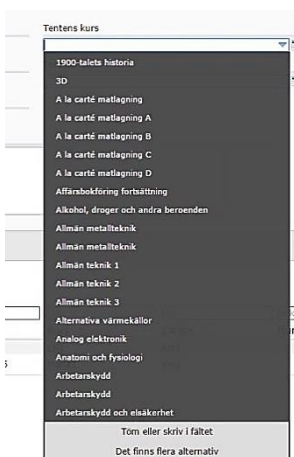 Tentens kurs
1900-talets historia
3D
A la carté matlagning
A la carté matlagning A
A la carté matlagning B
A la carté matlagning C
A la carté matlagning D
Affärsbokföring fortsättning
Alkohol, droger och andra beroenden
Allmän metallteknik
Allmän metallteknik
Allmän teknik 1
Allmän teknik 2
Allmän teknik 3
Alternativa värmekällor
Analog elektronik
Anatomi och fysiologi
Arbetarskydd
Arbetarskydd
Arbetarskydd och elsäkerhet
Töm eller skriv i fältet
Det finns flera alternativ